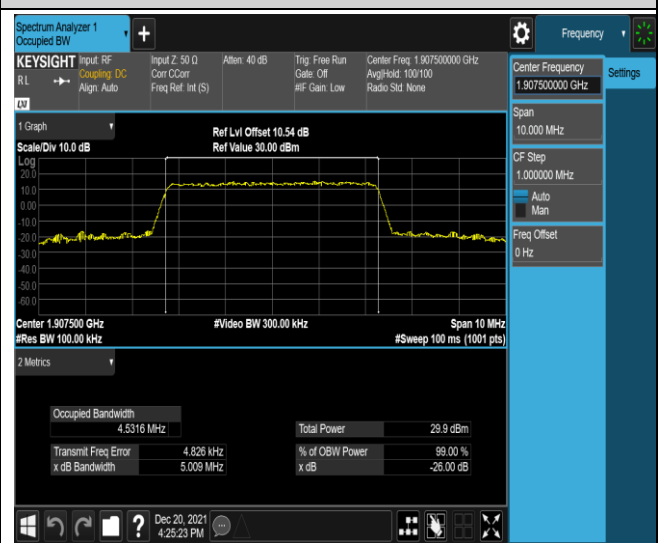 Spectrum Analyzer 1
Occupied BW
+
Frequency
KEYSIGHT
R L
LXI
Input: RF
Coupling: DC
Align: Auto
Input Z: 50 Ω
Corr CCorr
Freq Ref: Int (S)
Atten: 40 dB
Trig: Free Run
Gate: Off
#IF Gain: Low
Center Freq: 1.907500000 GHz
Avg|Hold: 100/100
Radio Std: None
Center Frequency
1.907500000 GHz
Settings
Span
10.000 MHz
CF Step
1.000000 MHz
Auto
Man
Freq Offset
0 Hz
1 Graph
Scale/Div 10.0 dB
Ref Lvl Offset 10.54 dB
Ref Value 30.00 dBm
Log
20.0
10.0
0.00
-10.0
-20.0
-30.0
-40.0
-50.0
-60.0
Center 1.907500 GHz
#Video BW 300.00 kHz
Span 10 MHz
#Res BW 100.00 kHz
#Sweep 100 ms (1001 pts)
2 Metrics
Occupied Bandwidth
4.5316 MHz
Total Power 29.9 dBm
Transmit Freq Error 4.826 kHz
% of OBW Power 99.00 %
x dB Bandwidth 5.009 MHz
x dB -26.00 dB
?
Dec 20, 2021
4:25:23 PM